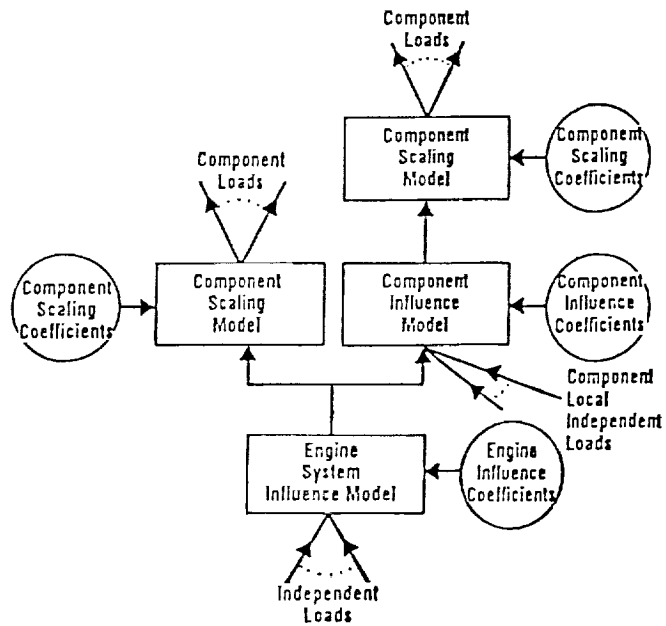 Component
Loads
Component
Scaling
Model
Component
Scaling
Coefficients
Component
Loads
Component
Scaling
Coefficients
Component
Scaling
Model
Component
Influence
Model
Component
Influence
Coefficients
Component
Local
Independent
Loads
Engine
System
Influence Model
Engine
Influence
Coefficients
Independent
Loads